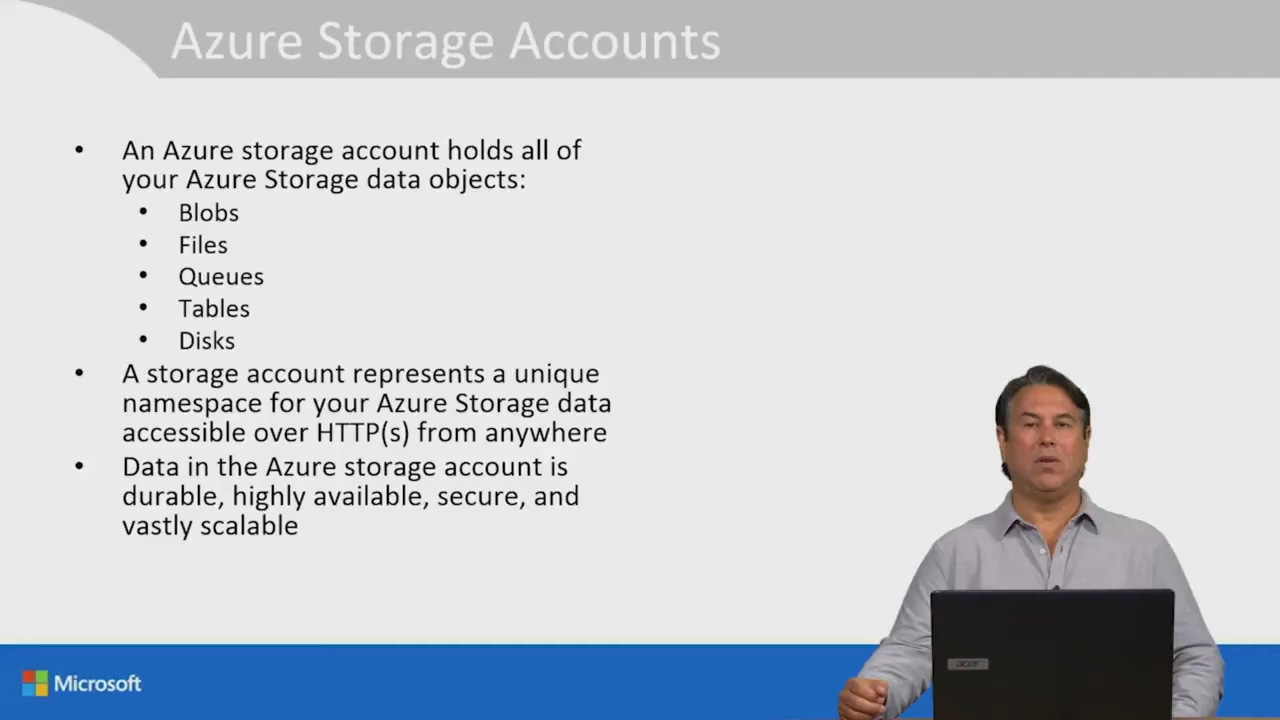 Azure Storage Accounts
• An Azure storage account holds all of
your Azure Storage data objects:
• Blobs
• Files
• Queues
• Tables
• Disks
• A storage account represents a unique
namespace for your Azure Storage data
accessible over HTTP(s) from anywhere
• Data in the Azure storage account is
durable, highly available, secure, and
vastly scalable
acer
Microsoft